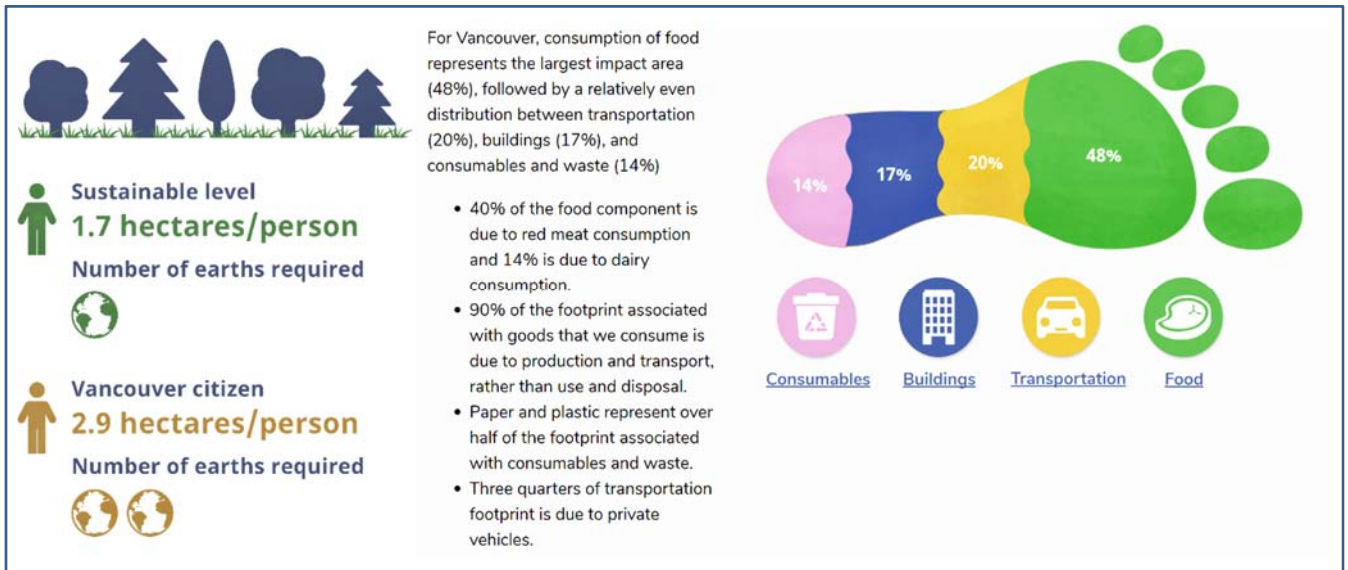 Sustainable level
1.7 hectares/person
Number of earths required
Vancouver citizen
2.9 hectares/person
Number of earths required
For Vancouver, consumption of food
represents the largest impact area
(48%), followed by a relatively even
distribution between transportation
(20%), buildings (17%), and
consumables and waste (14%)
• 40% of the food component is
due to red meat consumption
and 14% is due to dairy
consumption.
• 90% of the footprint associated
with goods that we consume is
due to production and transport,
rather than use and disposal.
• Paper and plastic represent over
half of the footprint associated
with consumables and waste.
• Three quarters of transportation
footprint is due to private
vehicles.
14%
17%
20%
48%
Consumables
Buildings
Transportation
Food